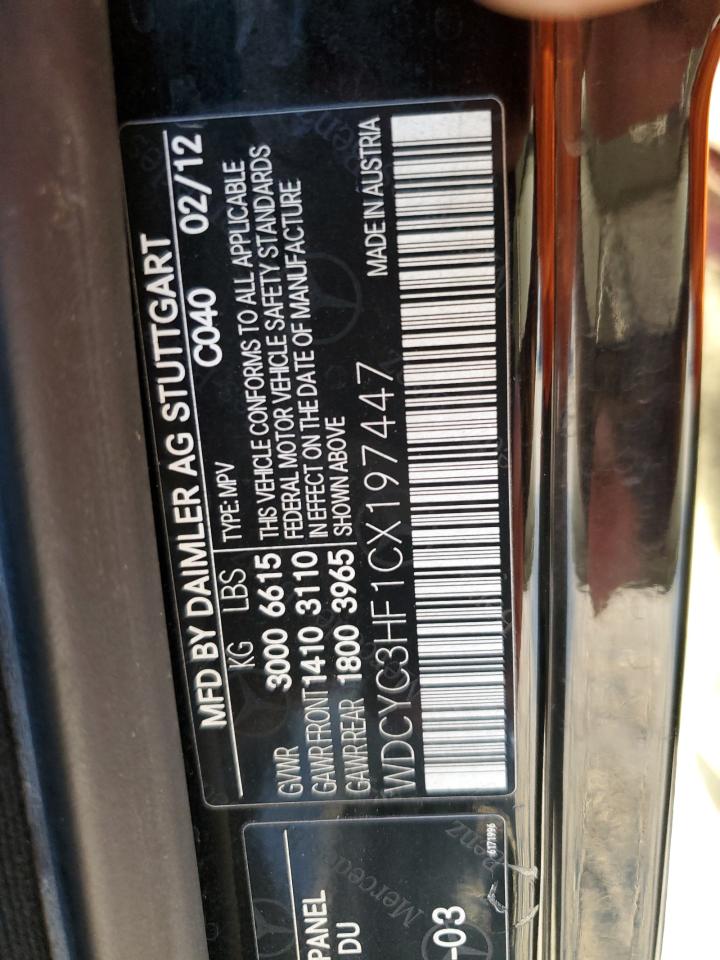 MFD BY DAIMLER AG STUTTGART
KG LBS C040 02/12
GVWR 3000 6615
GAWR FRONT 1410 3110
GAWR REAR 1800 3965
TYPE: MPV
THIS VEHICLE CONFORMS TO ALL APPLICABLE
FEDERAL MOTOR VEHICLE SAFETY STANDARDS
IN EFFECT ON THE DATE OF MANUFACTURE
SHOWN ABOVE
MADE IN AUSTRIA
WDCYC3HF1CX197447
PANEL
DU
-03
6171996